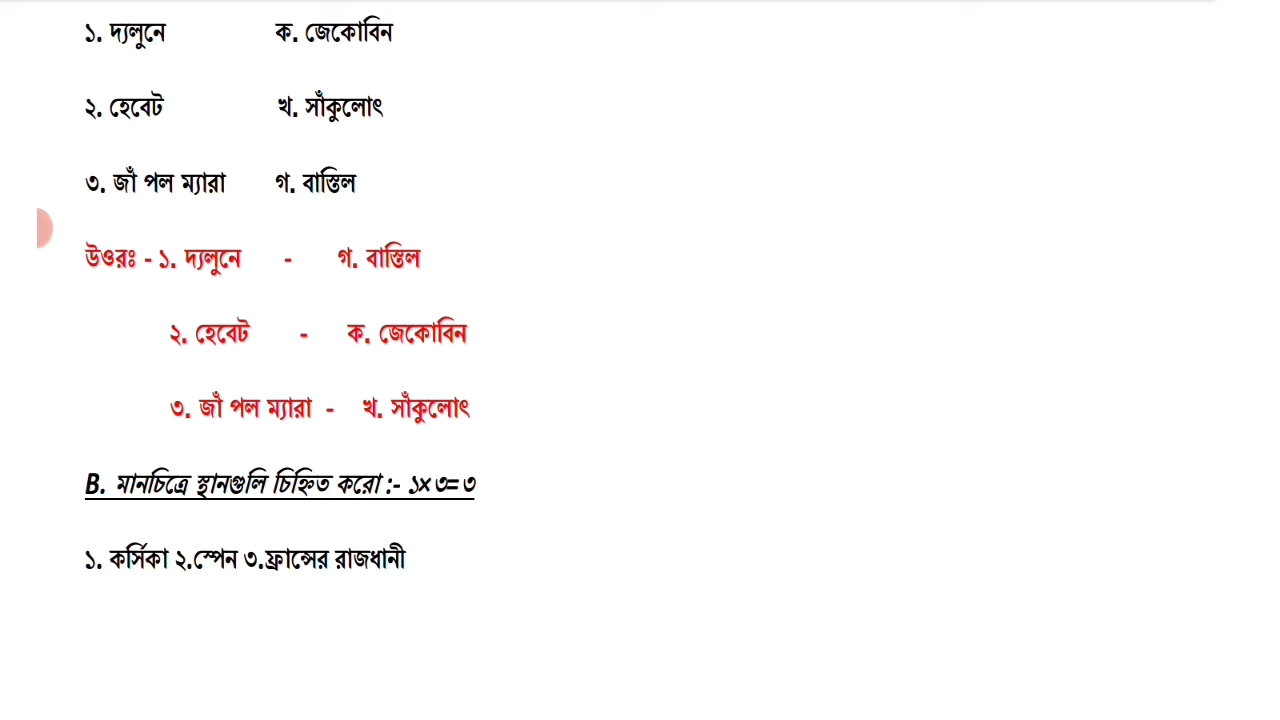 ১. দ্যলুনে ক. জেকোবিন
২. হেবেট খ. সাঁকুলোৎ
৩. জাঁ পল ম্যারা গ. বাস্তিল
উওরঃ - ১. দ্যলুনে - গ. বাস্তিল
২. হেবেট - ক. জেকোবিন
৩. জাঁ পল ম্যারা - খ. সাঁকুলোৎ
B. মানচিত্রে স্থানগুলি চিহ্নিত করো :- ১×৩=৩
১. কর্সিকা ২.স্পেন ৩.ফ্রান্সের রাজধানী